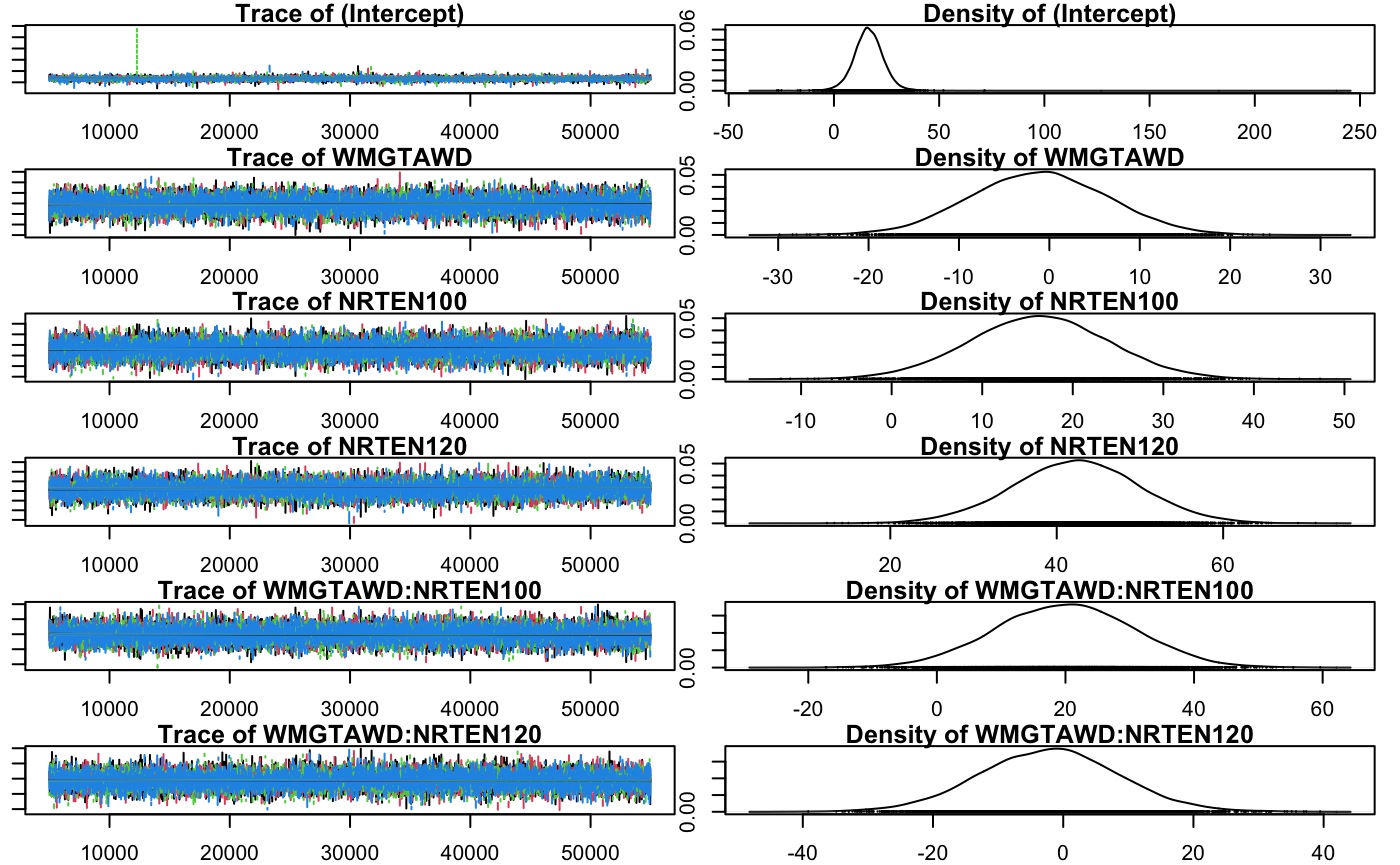 Trace of (Intercept)
10000 20000 30000 40000 50000
Density of (Intercept)
0.00 0.06
-50 0 50 100 150 200 250
Trace of WMGTAWD
10000 20000 30000 40000 50000
Density of WMGTAWD
0.00 0.05
-30 -20 -10 0 10 20 30
Trace of NRTEN100
10000 20000 30000 40000 50000
Density of NRTEN100
0.00 0.05
-10 0 10 20 30 40 50
Trace of NRTEN120
10000 20000 30000 40000 50000
Density of NRTEN120
0.00 0.05
20 40 60
Trace of WMGTAWD:NRTEN100
10000 20000 30000 40000 50000
Density of WMGTAWD:NRTEN100
0.00
-20 0 20 40 60
Trace of WMGTAWD:NRTEN120
10000 20000 30000 40000 50000
Density of WMGTAWD:NRTEN120
0.00
-40 -20 0 20 40